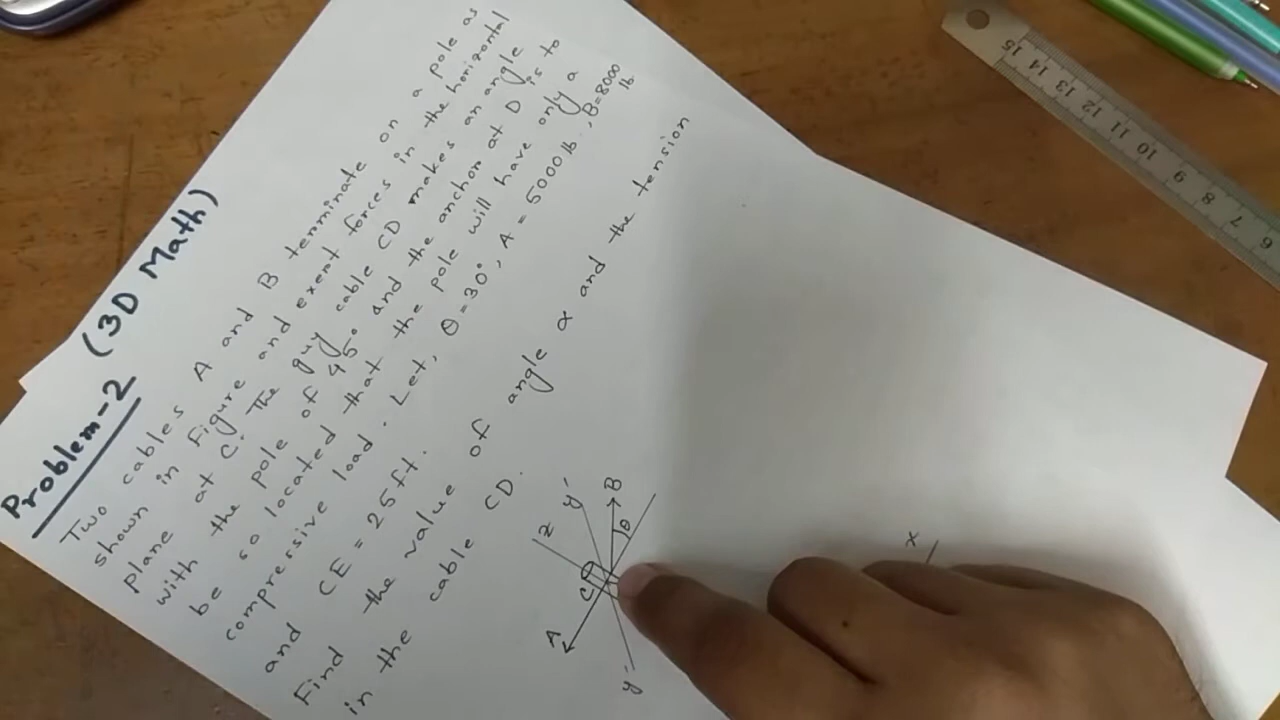 Problem-2 (3D Math)
Two cables A and B terminate on a pole as
shown in Figure and exert forces in the horizontal
plane at C. The guy cable CD makes an angle
with the pole of 45° and the anchor at D is to
be so located that the pole will have only a
compressive load. Let, θ=30°, A = 5000 lb., B=8000 lb.
and CE = 25ft.
Find the value of angle α and the tension
in the cable CD.
z
y'
B
θ
C
A
y'
x
15 14 13 12 11 10 9 8 7 6